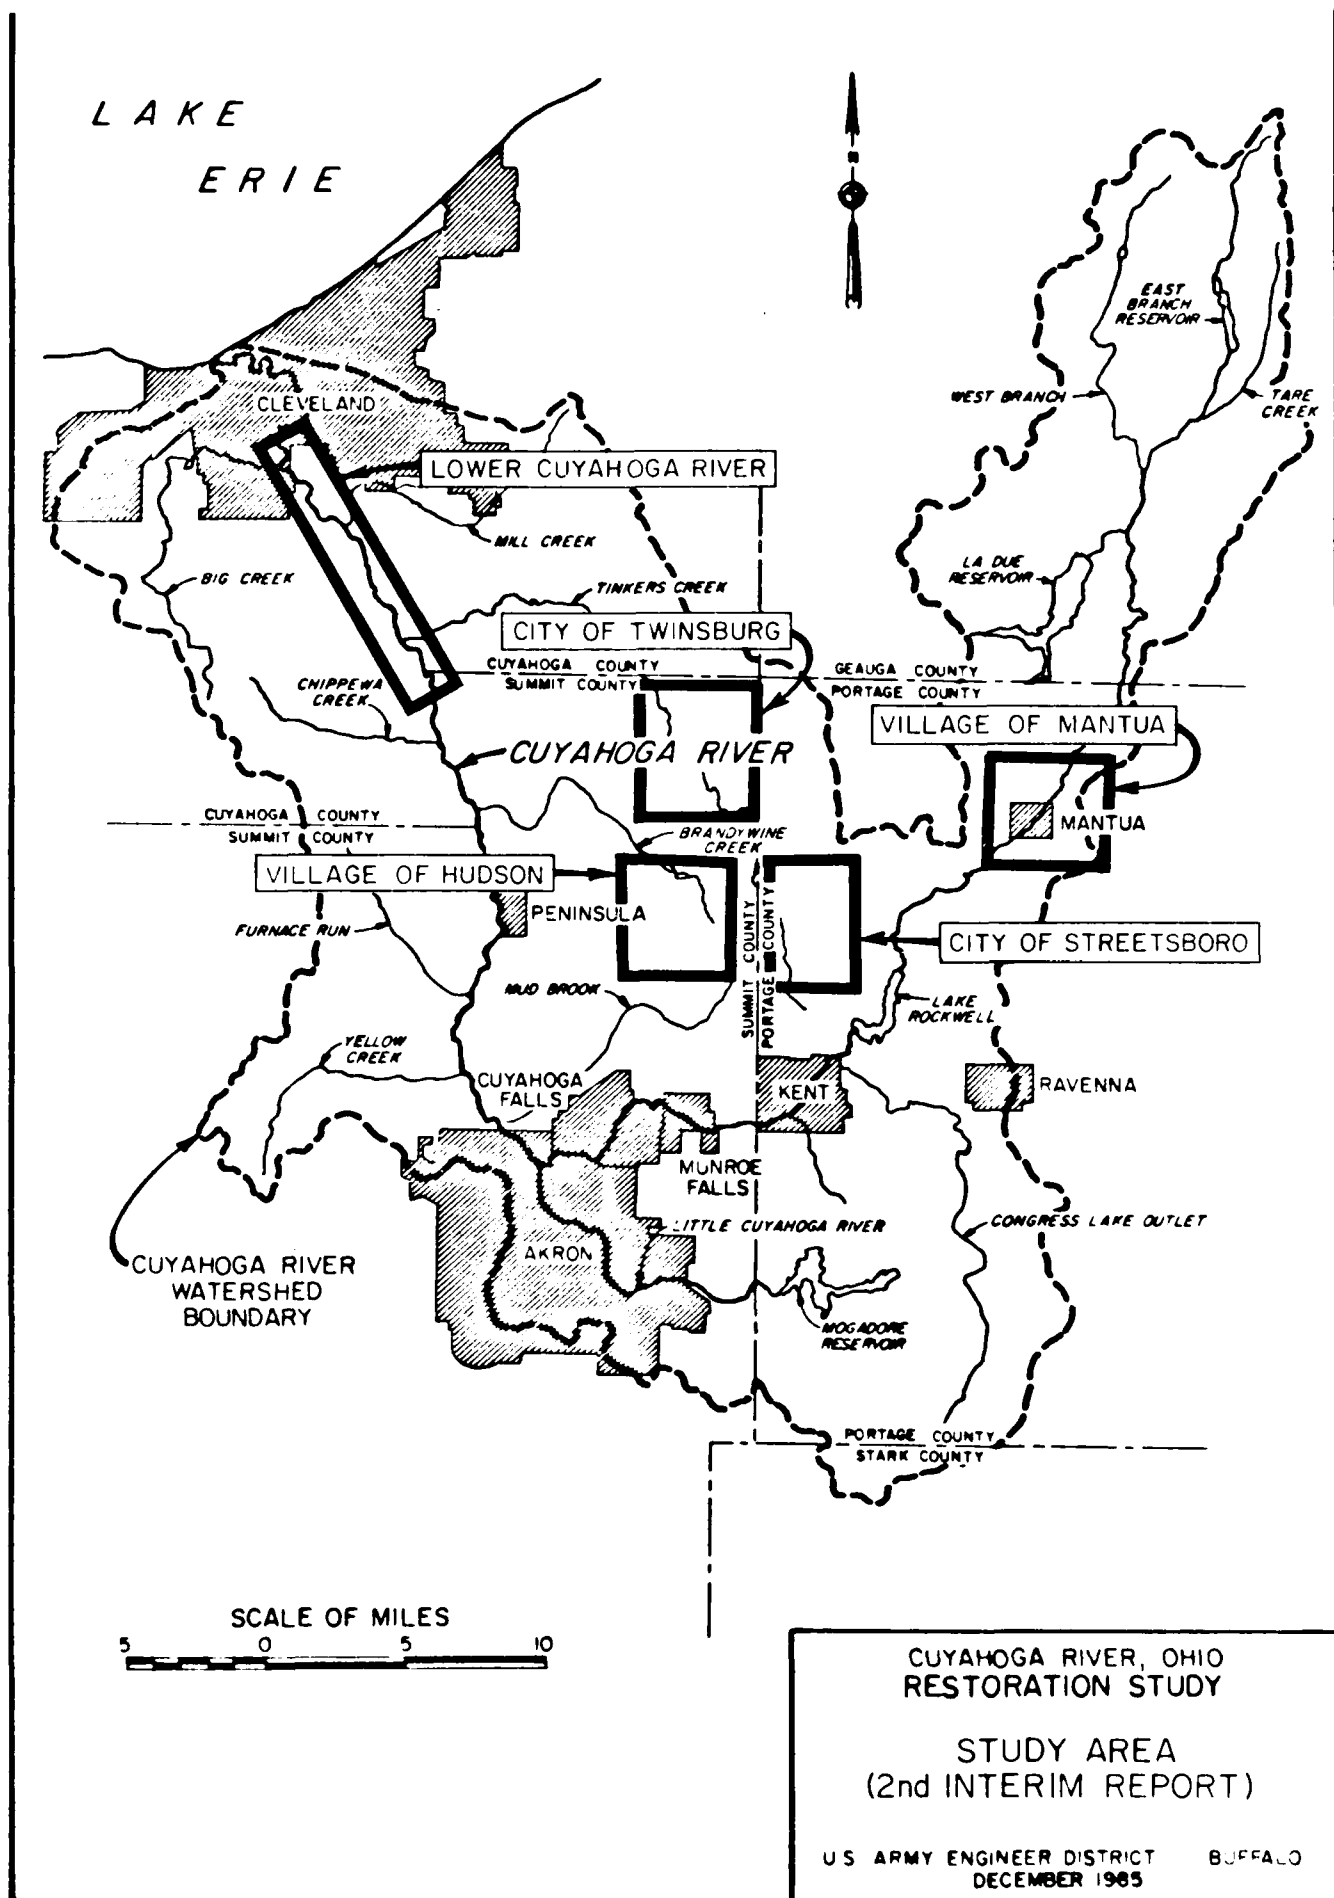 LAKE
ERIE
N
EAST
BRANCH
RESERVOIR
WEST BRANCH
TARE
CREEK
CLEVELAND
LOWER CUYAHOGA RIVER
MILL CREEK
BIG CREEK
TINKERS CREEK
LA DUE
RESERVOIR
CITY OF TWINSBURG
CUYAHOGA COUNTY
SUMMIT COUNTY
GEAUGA COUNTY
PORTAGE COUNTY
CHIPPEWA
CREEK
VILLAGE OF MANTUA
CUYAHOGA RIVER
CUYAHOGA COUNTY
SUMMIT COUNTY
BRANDYWINE
CREEK
MANTUA
VILLAGE OF HUDSON
PENINSULA
SUMMIT COUNTY
PORTAGE COUNTY
FURNACE RUN
CITY OF STREETSBORO
MUD BROOK
LAKE
ROCKWELL
YELLOW
CREEK
CUYAHOGA
FALLS
KENT
RAVENNA
MUNROE
FALLS
LITTLE CUYAHOGA RIVER
CONGRESS LAKE OUTLET
AKRON
CUYAHOGA RIVER
WATERSHED
BOUNDARY
MOGADORE
RESERVOIR
PORTAGE COUNTY
STARK COUNTY
SCALE OF MILES
5 0 5 10
CUYAHOGA RIVER, OHIO
RESTORATION STUDY
STUDY AREA
(2nd INTERIM REPORT)
U S ARMY ENGINEER DISTRICT BUFFALO
DECEMBER 1985